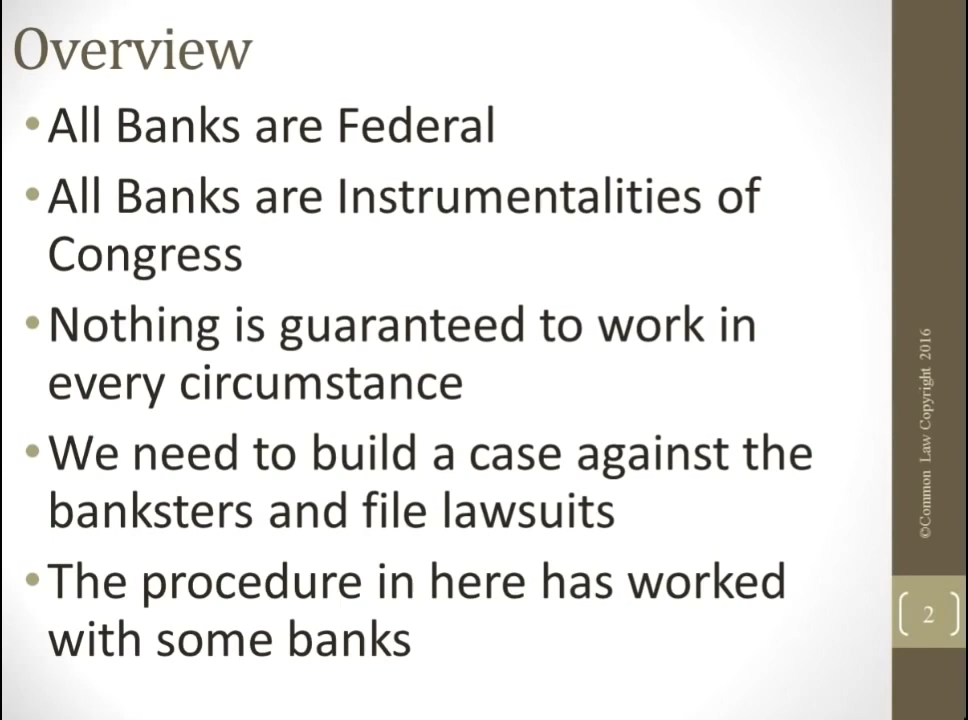 Overview
•All Banks are Federal
•All Banks are Instrumentalities of
Congress
•Nothing is guaranteed to work in
every circumstance
•We need to build a case against the
banksters and file lawsuits
•The procedure in here has worked
with some banks
©Common Law Copyright 2016
2